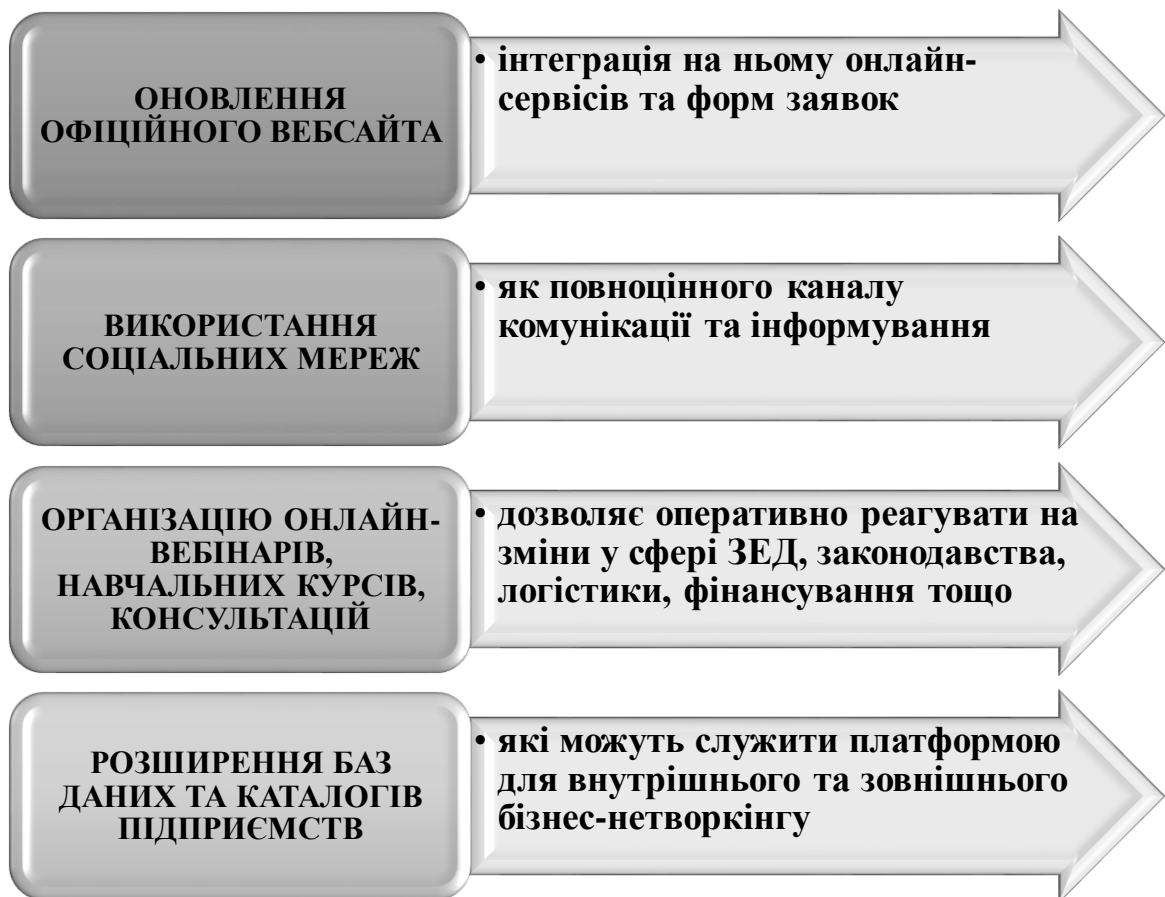 ОНОВЛЕННЯ
ОФІЦІЙНОГО ВЕБСАЙТА
• інтеграція на ньому онлайн-
сервісів та форм заявок
ВИКОРИСТАННЯ
СОЦІАЛЬНИХ МЕРЕЖ
• як повноцінного каналу
комунікації та інформування
ОРГАНІЗАЦІЮ ОНЛАЙН-
ВЕБІНАРІВ,
НАВЧАЛЬНИХ КУРСІВ,
КОНСУЛЬТАЦІЙ
• дозволяє оперативно реагувати на
зміни у сфері ЗЕД, законодавства,
логістики, фінансування тощо
РОЗШИРЕННЯ БАЗ
ДАНИХ ТА КАТАЛОГІВ
ПІДПРИЄМСТВ
• які можуть служити платформою
для внутрішнього та зовнішнього
бізнес-нетворкінгу